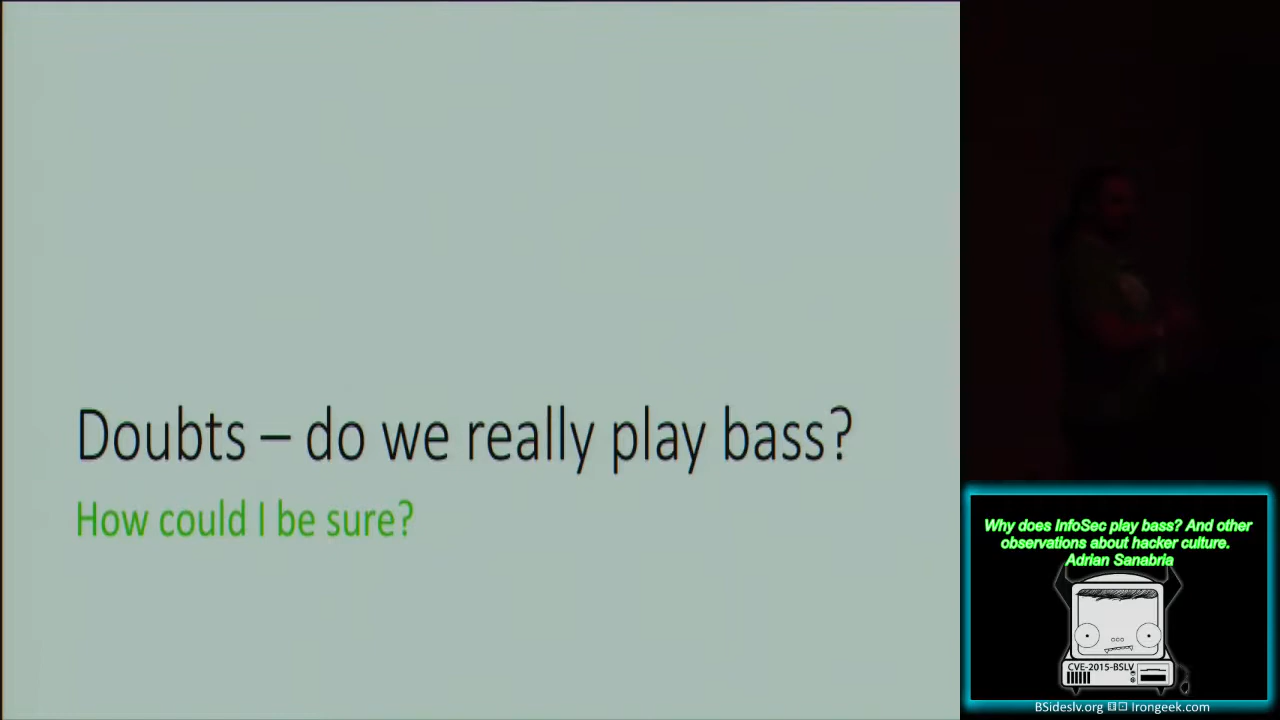 Doubts – do we really play bass?
How could I be sure?
Why does InfoSec play bass? And other
observations about hacker culture.
Adrian Sanabria
CVE-2015-BSLV
BSideslv.org Irongeek.com